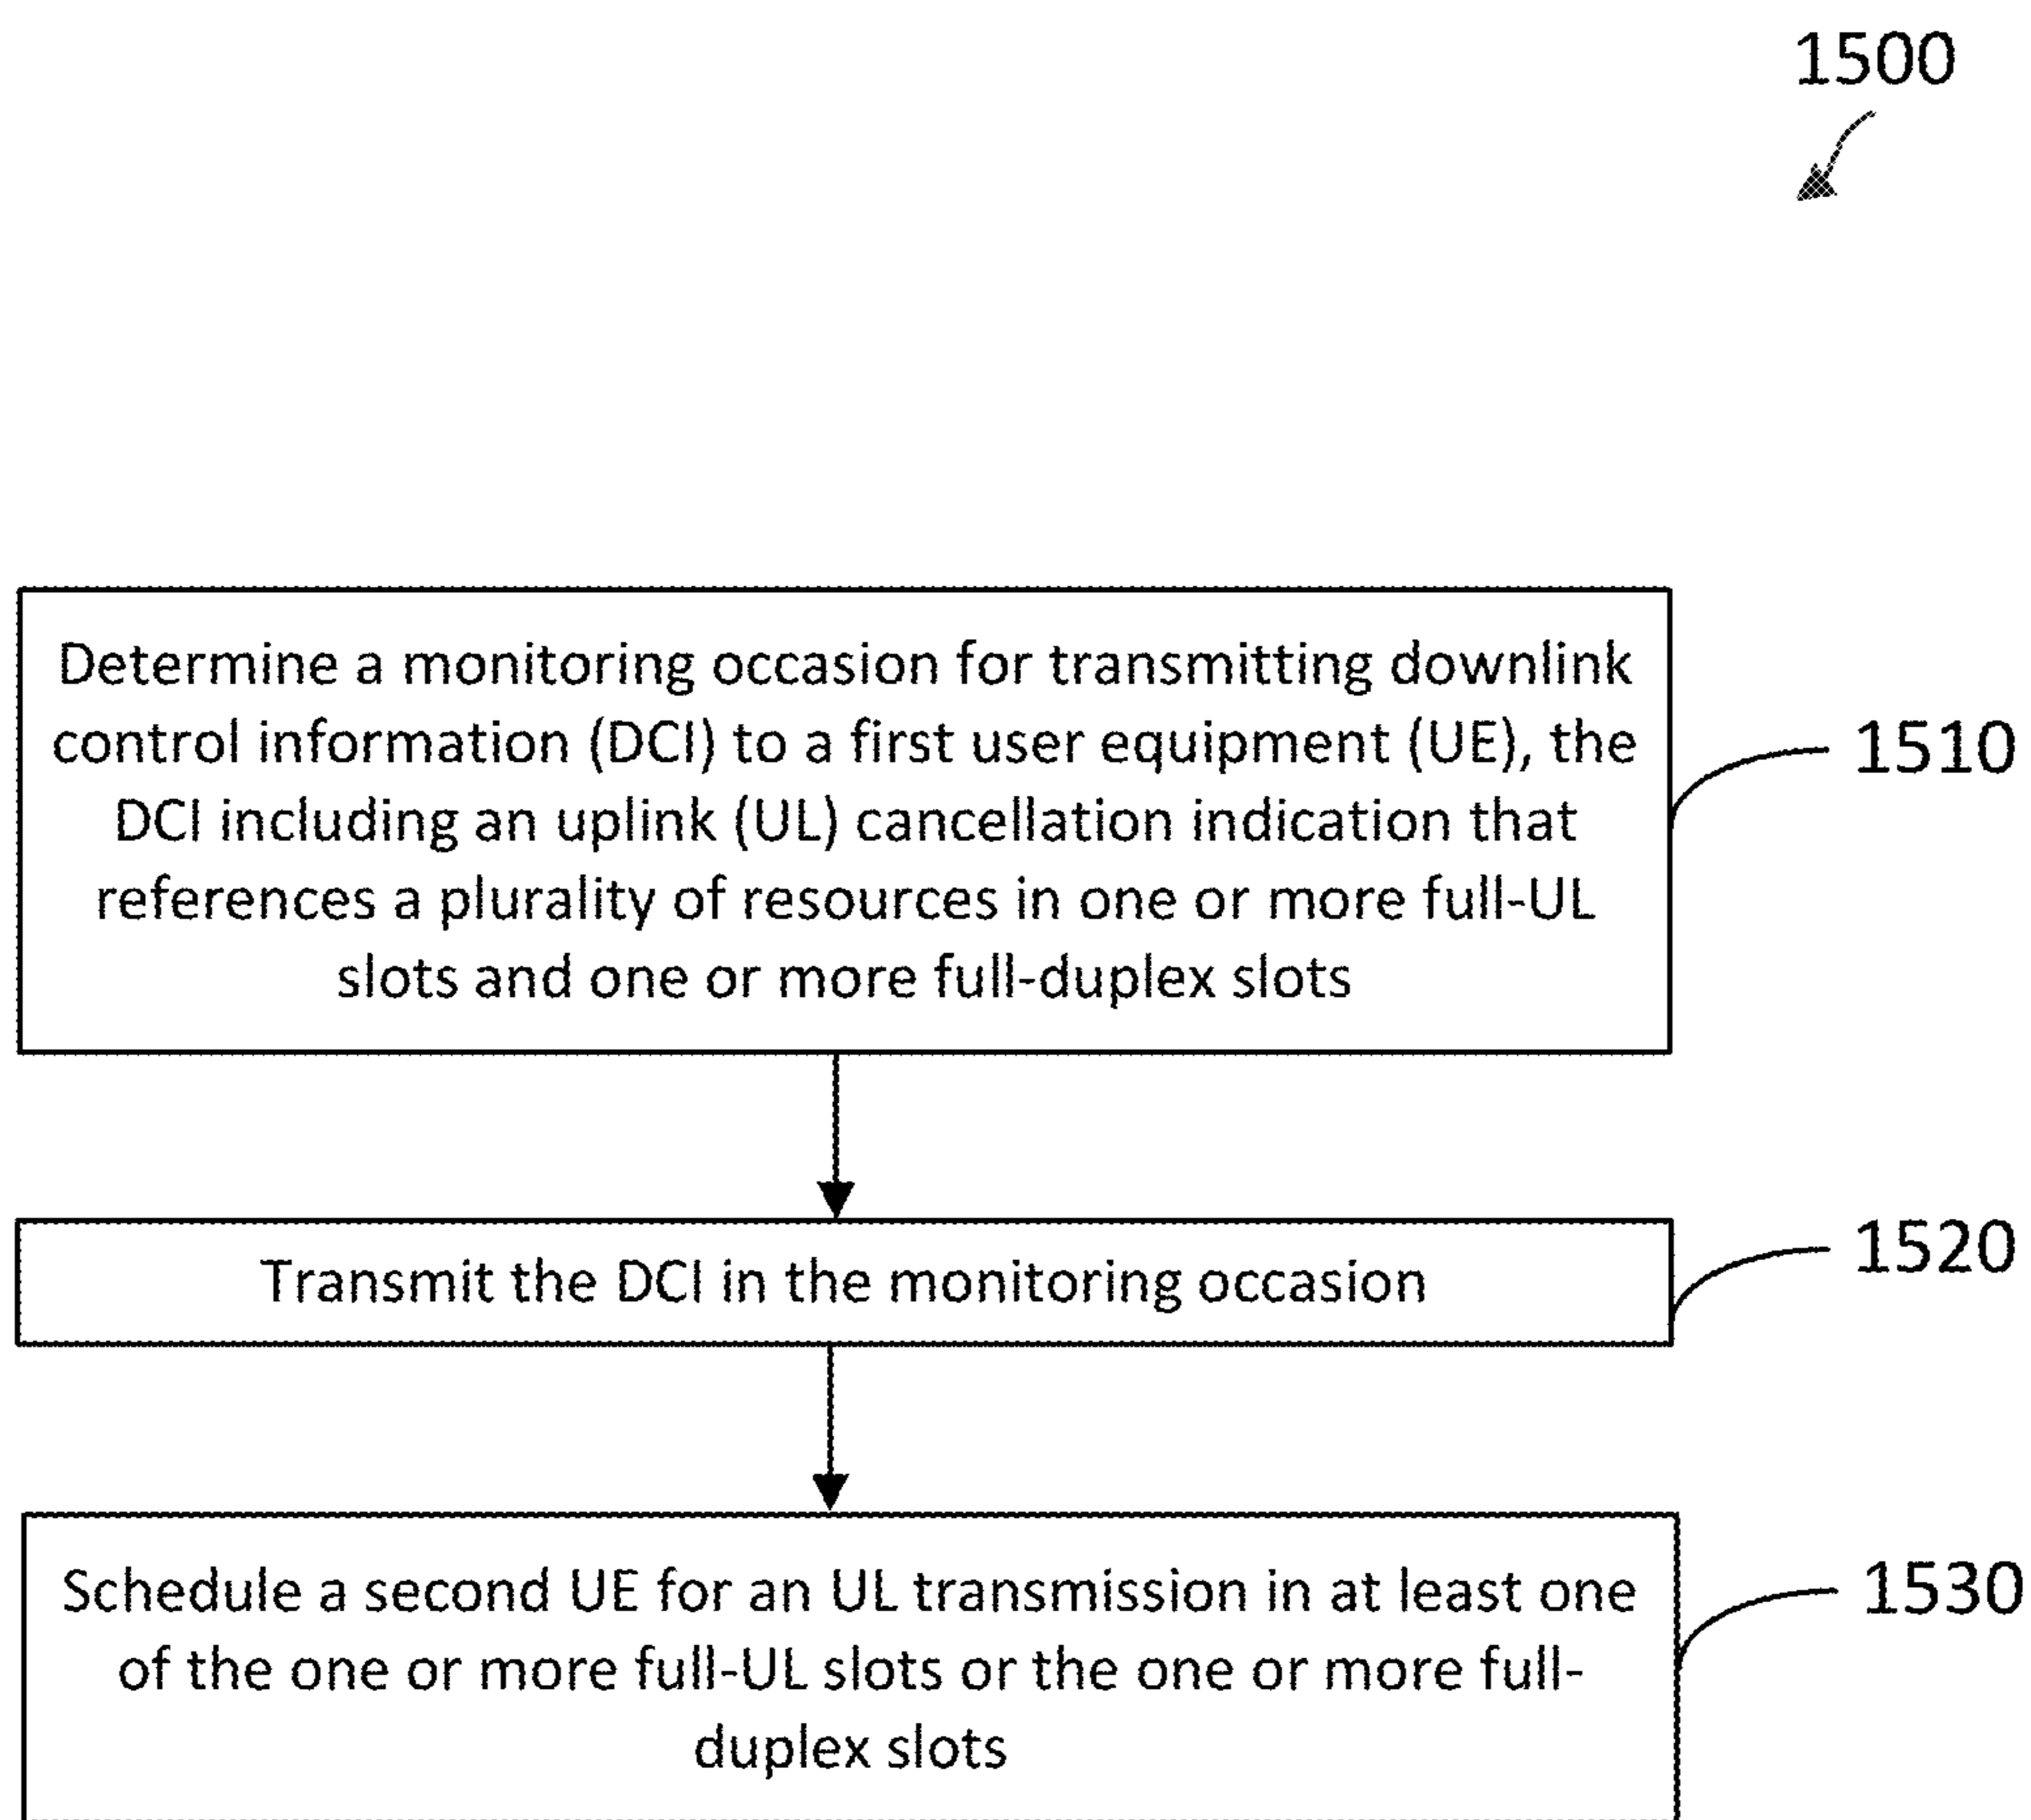 1500
Determine a monitoring occasion for transmitting downlink
control information (DCI) to a first user equipment (UE), the
DCI including an uplink (UL) cancellation indication that
references a plurality of resources in one or more full-UL
slots and one or more full-duplex slots
1510
Transmit the DCI in the monitoring occasion
1520
Schedule a second UE for an UL transmission in at least one
of the one or more full-UL slots or the one or more full-
duplex slots
1530